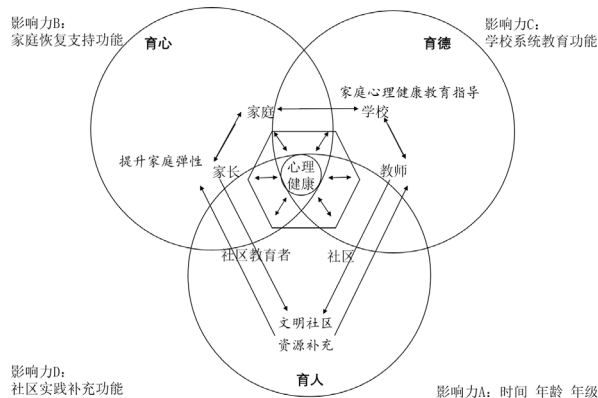 影响力B：
家庭恢复支持功能
影响力C：
学校系统教育功能
育心
育德
家庭心理健康教育指导
家庭
学校
提升家庭弹性
家长
心理
健康
教师
社区教育者
社区
文明社区
资源补充
育人
影响力D：
社区实践补充功能
影响力A：时间 年龄 年级